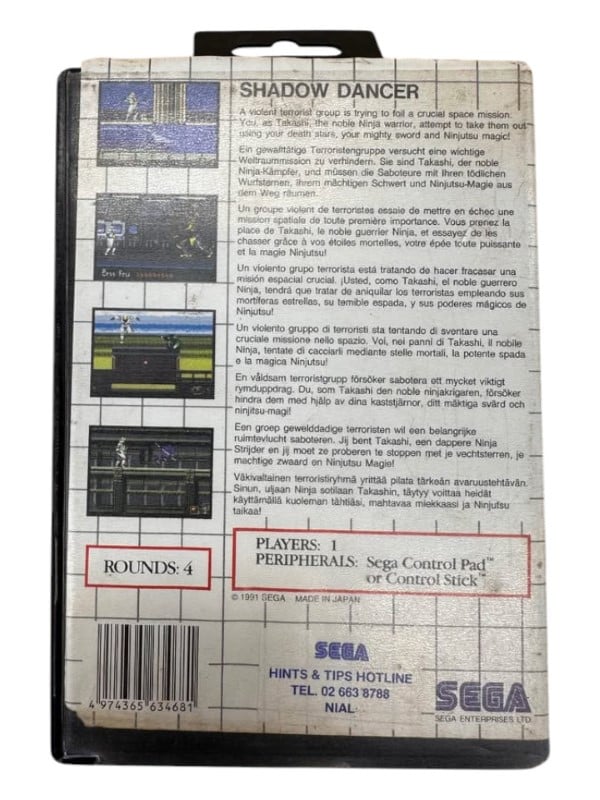 SHADOW DANCER
A violent terrorist group is trying to foil a crucial space mission.
You, as Takashi, the noble Ninja warrior, attempt to take them out
using your death stars, your mighty sword and Ninjutsu magic!
Ein gewalttätige Terroristengruppe versucht eine wichtige
Weltraummission zu verhindern. Sie sind Takashi, der noble
Ninja-Kämpfer, und müssen die Saboteure mit Ihren tödlichen
Wurfsternen, Ihrem mächtigen Schwert und Ninjutsu-Magie aus
dem Weg räumen.
Un groupe violent de terroristes essaie de mettre en échec une
mission spatiale de toute première importance. Vous prenez la
place de Takashi, le noble guerrier Ninja, et essayez de les
chasser grâce à vos étoiles mortelles, votre épée toute puissante
et la magie Ninjutsu!
Un violento grupo terrorista está tratando de hacer fracasar una
misión espacial crucial. ¡Usted, como Takashi, el noble guerrero
Ninja, tendrá que tratar de aniquilar los terroristas empleando sus
mortiferas estrellas, su temible espada, y sus poderes mágicos de
Ninjutsu!
Un violento gruppo di terroristi sta tentando di sventare una
cruciale missione nello spazio. Voi, nei panni di Takashi, il nobile
Ninja, tentate di cacciarli mediante stelle mortali, la potente spada
e la magica Ninjutsu!
En våldsam terroristgrupp försöker sabotera ett mycket viktigt
rymduppdrag. Du, som Takashi den noble ninjakrigaren, försöker
hindra dem med hjälp av dina kaststjärnor, ditt mäktiga svärd och
ninjitsu-magi!
Een groep gewelddadige terroristen wil een belangrijke
ruimtevlucht saboteren. Jij bent Takashi, een dappere Ninja
Strijder en jij moet ze proberen te stoppen met je vechtsterren, je
machtige zwaard en Ninjutsu Magie!
Väkivaltainen terroristiryhmä yrittää pilata tärkeän avaruustehtävän.
Sinun, uljaan Ninja sotilaan Takashin, täytyy voittaa heidät
käyttämällä kuoleman tähtiäsi, mahtavaa miekkaasi ja Ninjutsu
taikaa!
ROUNDS: 4
PLAYERS: 1
PERIPHERALS: Sega Control Pad™
or Control Stick™
© 1991 SEGA MADE IN JAPAN
4 974365 634681
SEGA
HINTS & TIPS HOTLINE
TEL. 02 663 8788
NIAL
SEGA
SEGA ENTERPRISES LTD.